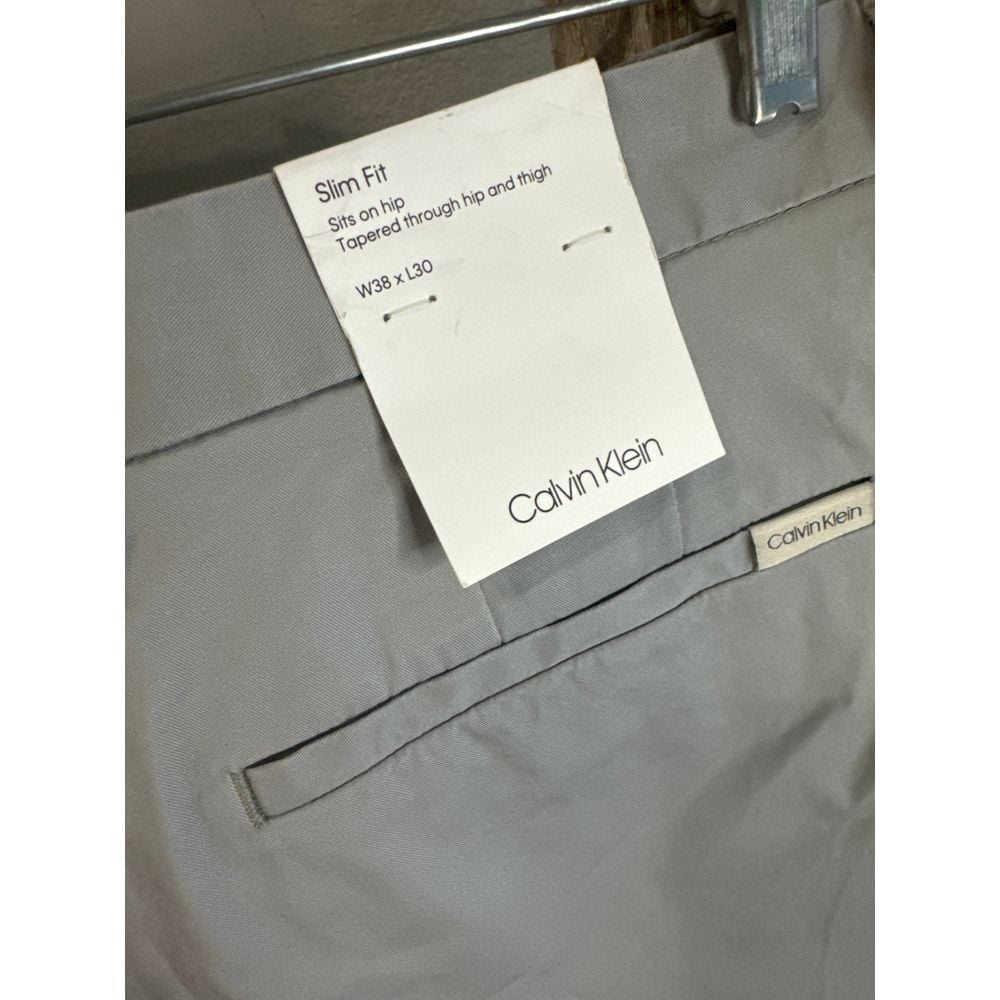 Slim Fit
Sits on hip
Tapered through hip and thigh
W38 x L30
Calvin Klein
Calvin Klein